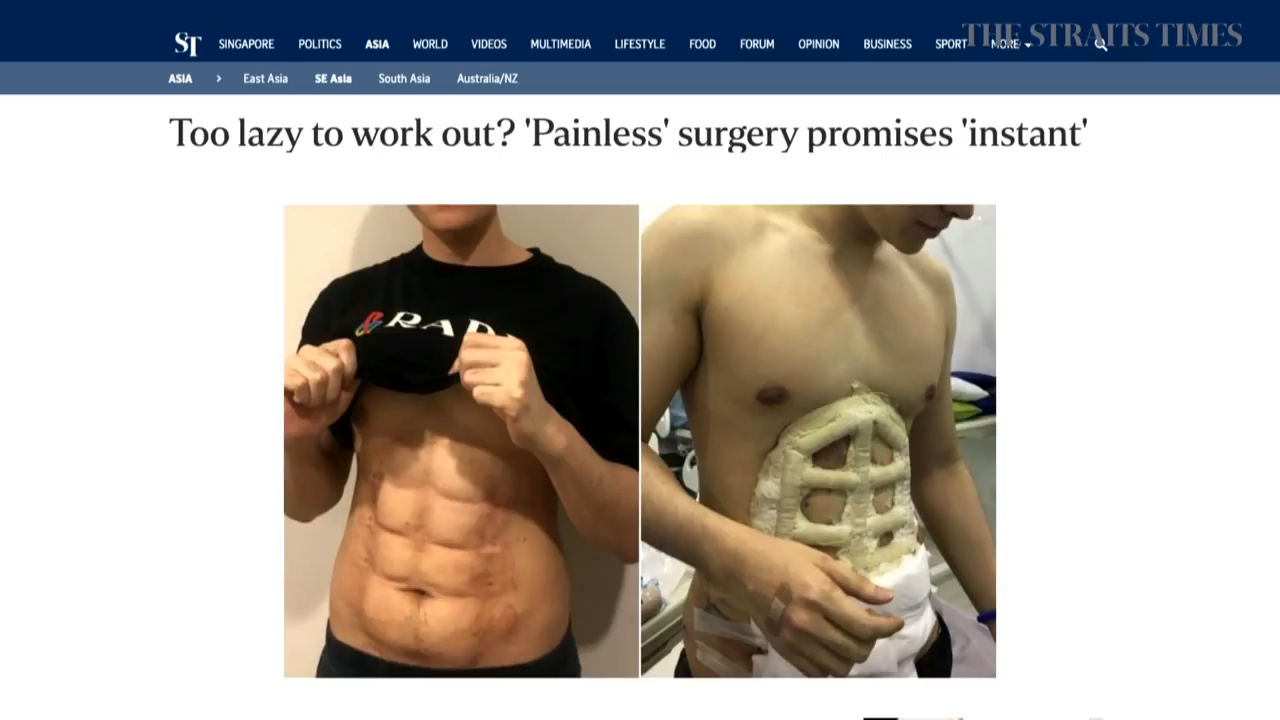 THE STRAITS TIMES
ST SINGAPORE POLITICS ASIA WORLD VIDEOS MULTIMEDIA LIFESTYLE FOOD FORUM OPINION BUSINESS SPORT MORE
ASIA > East Asia SE Asia South Asia Australia/NZ
Too lazy to work out? 'Painless' surgery promises 'instant'
PRADA